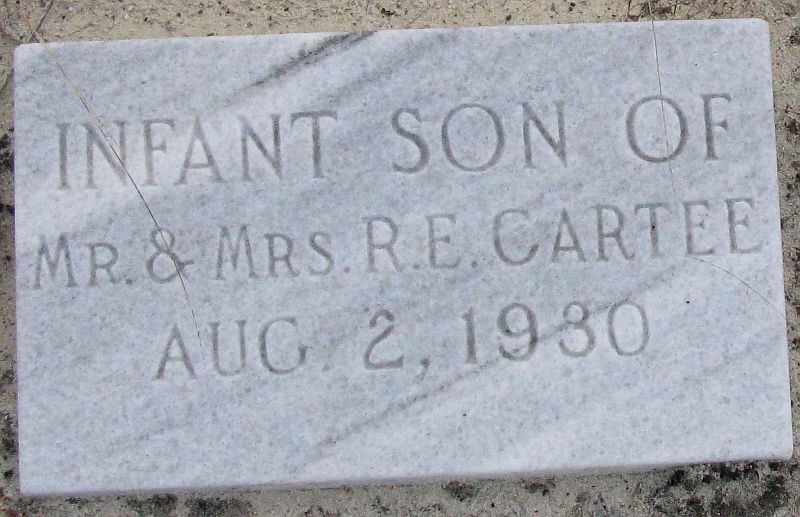 INFANT SON OF
MR. & MRS. R.E. CARTEE
AUG. 2, 1930